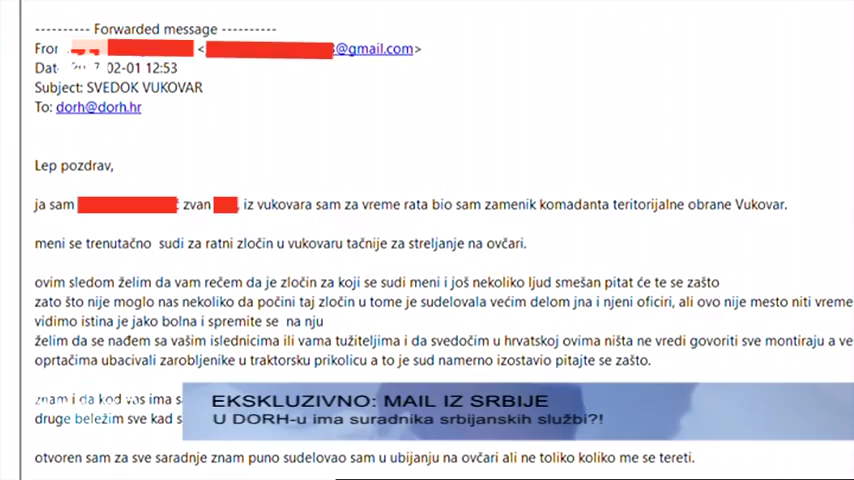 ---------- Forwarded message ----------
From: < 3@gmail.com>
Date: 02-01 12:53
Subject: SVEDOK VUKOVAR
To: dorh@dorh.hr
Lep pozdrav,
ja sam zvan , iz vukovara sam za vreme rata bio sam zamenik komadanta teritorijalne obrane Vukovar.
meni se trenutačno sudi za ratni zločin u vukovaru tačnije za streljanje na ovčari.
ovim sledom želim da vam rečem da je zločin za koji se sudi meni i još nekoliko ljud smešan pitat će te se zašto
zato što nije moglo nas nekoliko da počini taj zločin u tome je sudelovala većim delom jna i njeni oficiri, ali ovo nije mesto niti vreme
vidimo istina je jako bolna i spremite se na nju
želim da se nađem sa vašim islednicima ili vama tužiteljima i da svedočim u hrvatskoj ovima ništa ne vredi govoriti sve montiraju a ve
oprtačima ubacivali zarobljenike u traktorsku prikolicu a to je sud namerno izostavio pitajte se zašto.
znam i da kod vas ima s
druge beležim sve kad s
EKSKLUZIVNO: MAIL IZ SRBIJE
U DORH-u ima suradnika srbijanskih službi?!
otvoren sam za sve saradnje znam puno sudelovao sam u ubijanju na ovčari ali ne toliko koliko me se tereti.